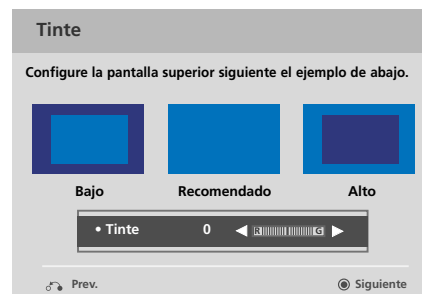 Tinte
Configure la pantalla superior siguiente el ejemplo de abajo.
Bajo Recomendado Alto
• Tinte 0 ◀ R G ▶
Prev. Siguiente